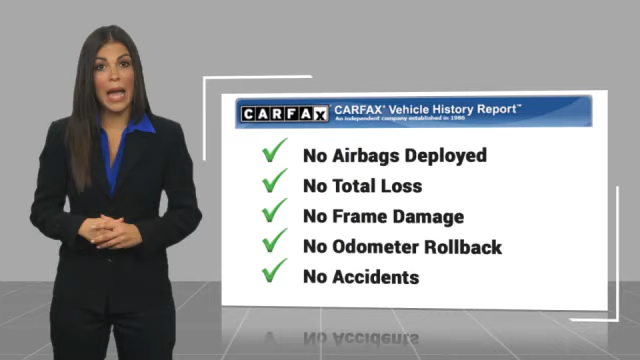 CARFAX CARFAX® Vehicle History Report™
An independent company established in 1986
No Airbags Deployed
No Total Loss
No Frame Damage
No Odometer Rollback
No Accidents